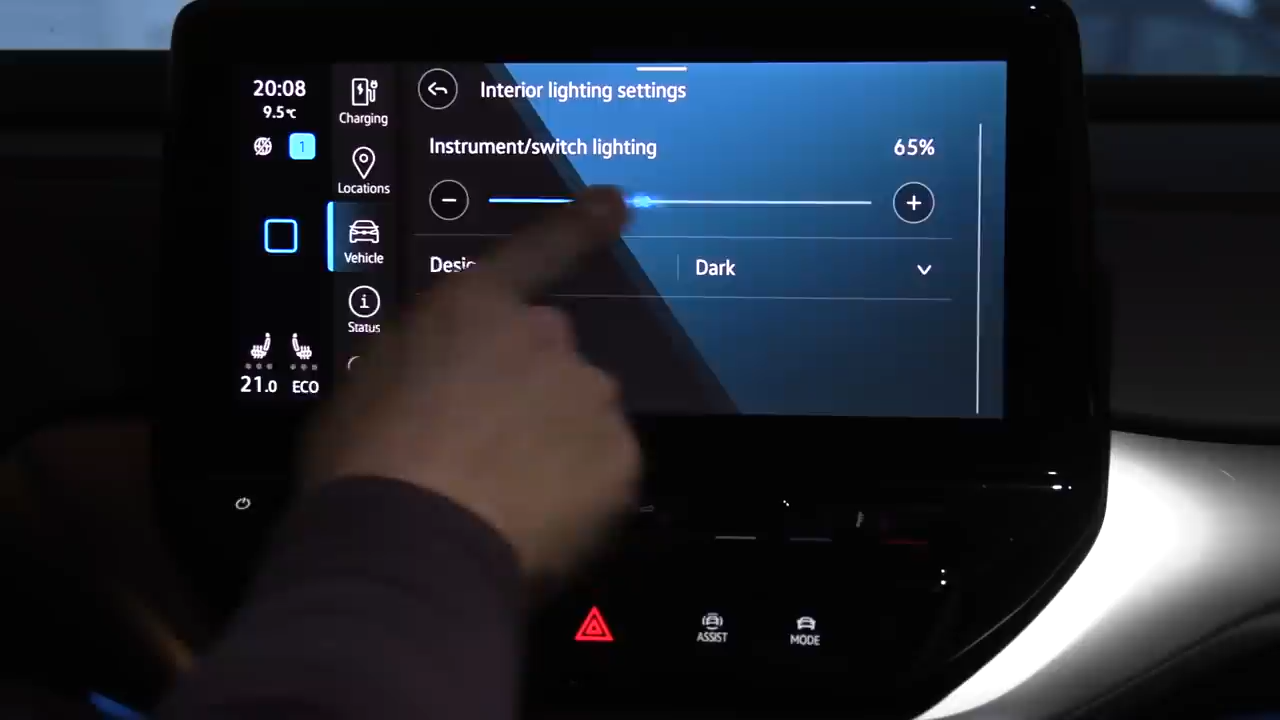 20:08
9.5°C
1
Charging
Locations
Vehicle
Status
21.0 ECO
Interior lighting settings
Instrument/switch lighting 65%
Dark
ASSIST
MODE